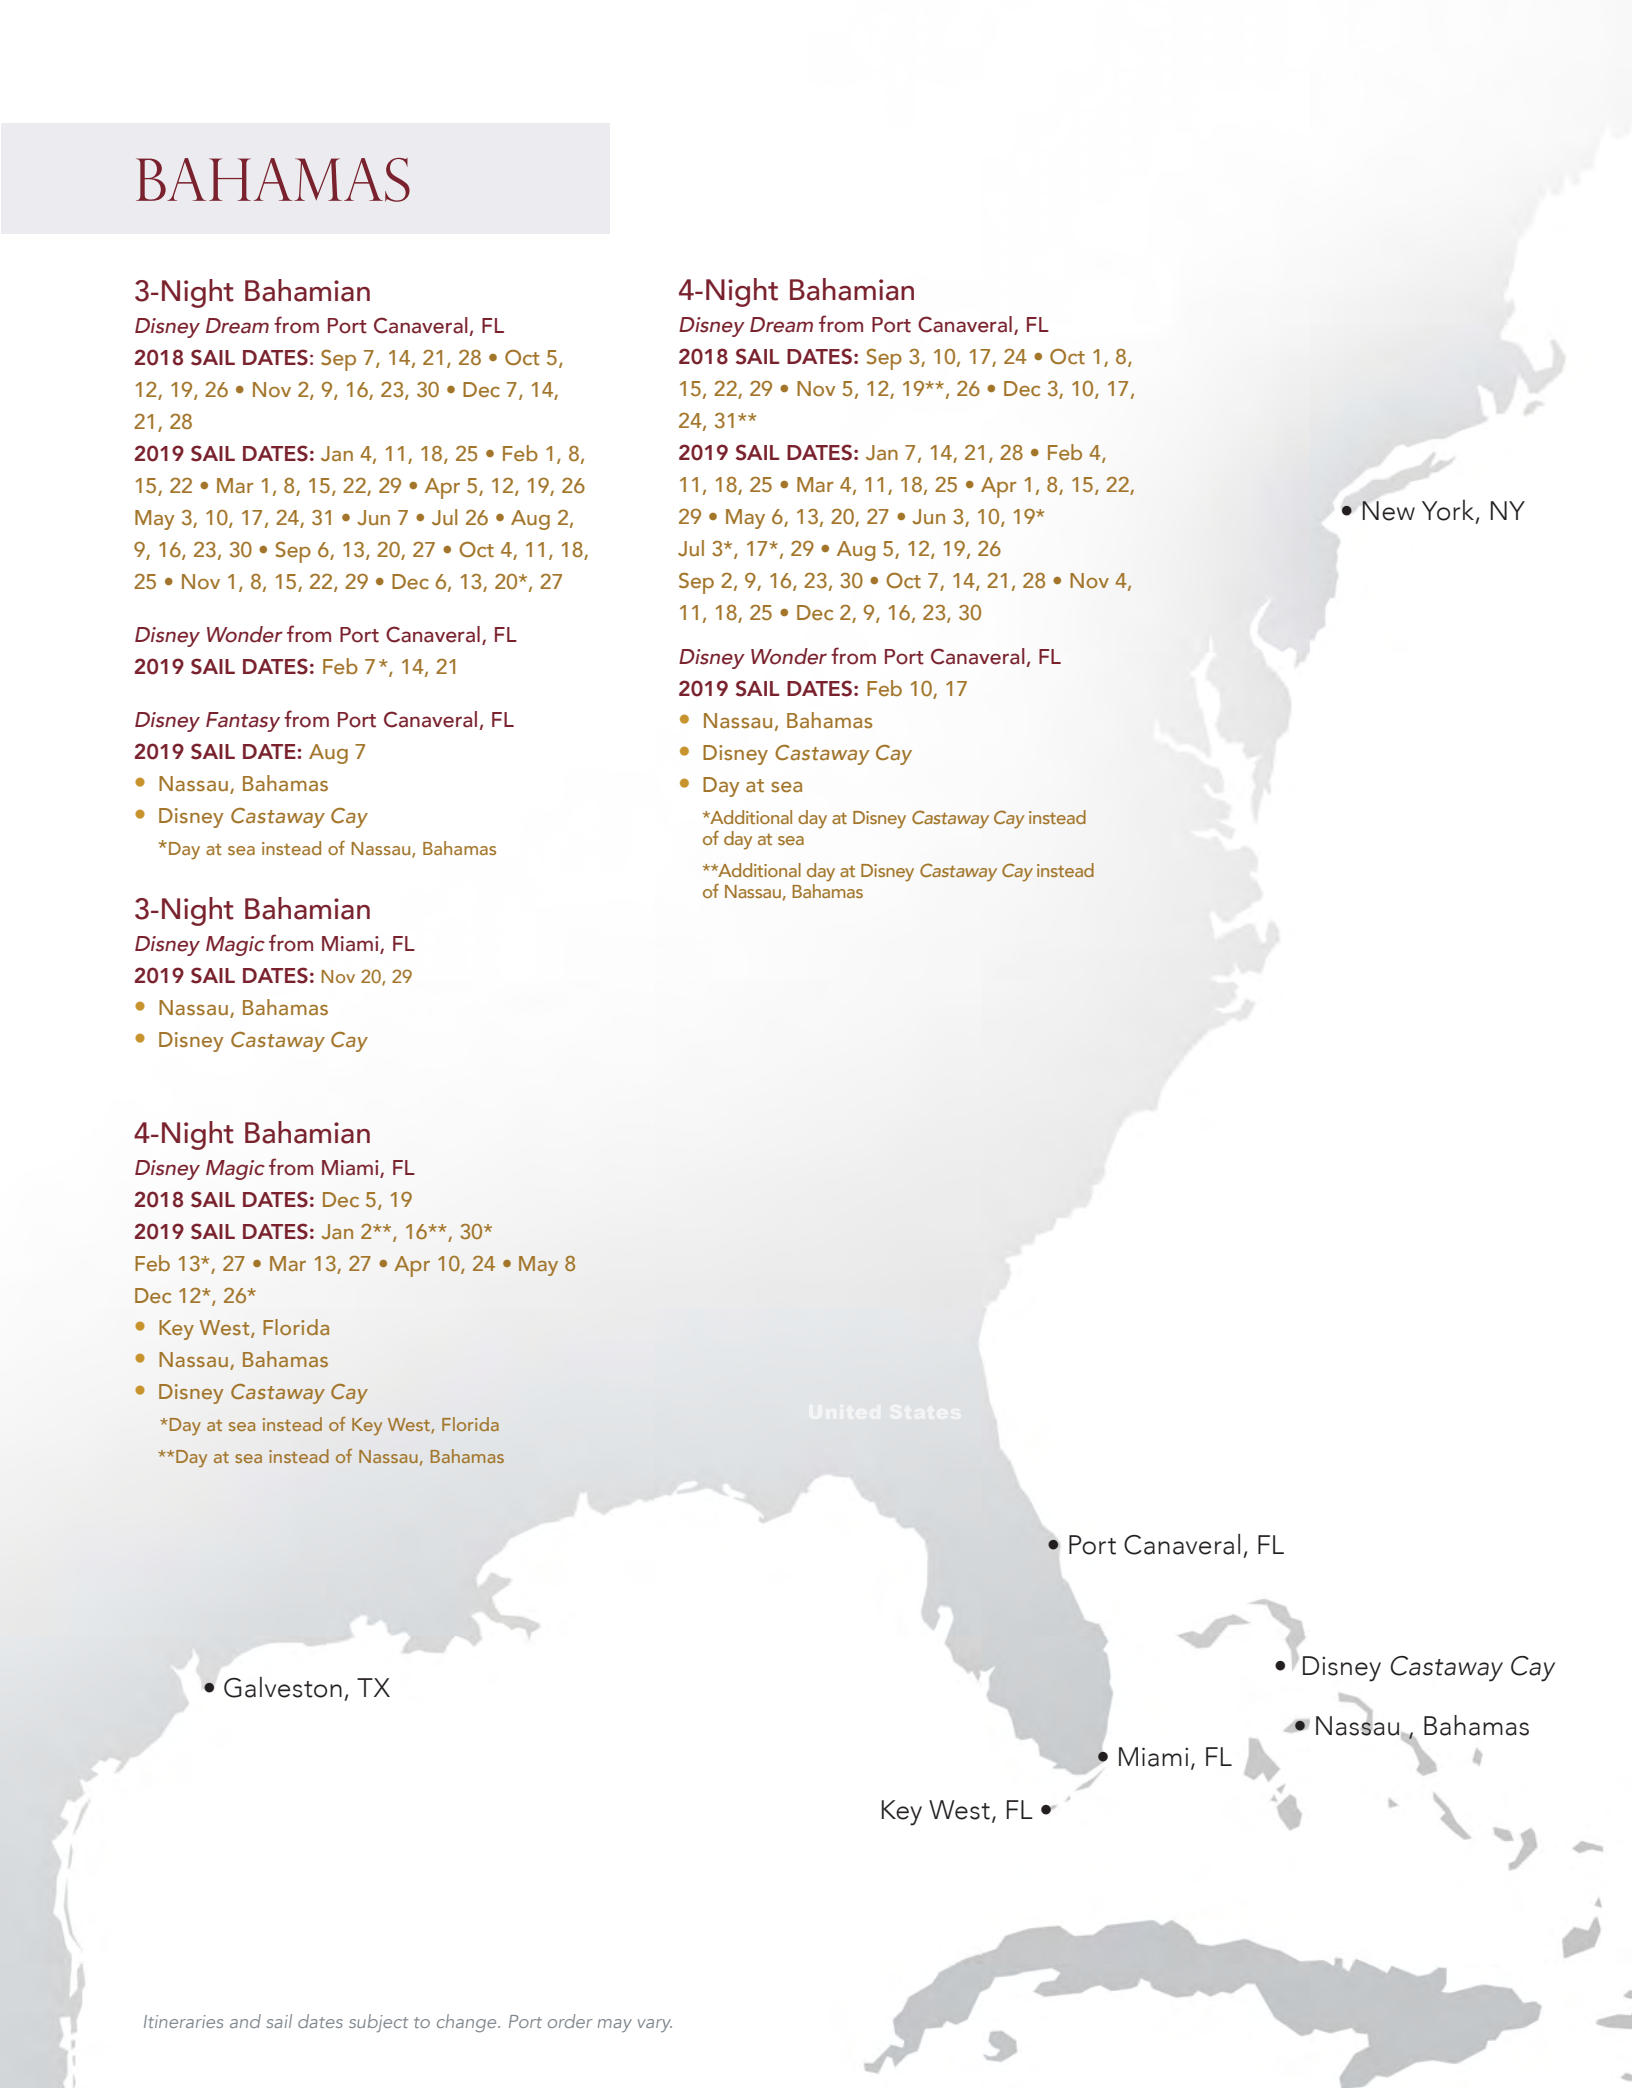 BAHAMAS
3-Night Bahamian
Disney Dream from Port Canaveral, FL
2018 SAIL DATES: Sep 7, 14, 21, 28 • Oct 5,
12, 19, 26 • Nov 2, 9, 16, 23, 30 • Dec 7, 14,
21, 28
2019 SAIL DATES: Jan 4, 11, 18, 25 • Feb 1, 8,
15, 22 • Mar 1, 8, 15, 22, 29 • Apr 5, 12, 19, 26
May 3, 10, 17, 24, 31 • Jun 7 • Jul 26 • Aug 2,
9, 16, 23, 30 • Sep 6, 13, 20, 27 • Oct 4, 11, 18,
25 • Nov 1, 8, 15, 22, 29 • Dec 6, 13, 20*, 27
Disney Wonder from Port Canaveral, FL
2019 SAIL DATES: Feb 7*, 14, 21
Disney Fantasy from Port Canaveral, FL
2019 SAIL DATE: Aug 7
• Nassau, Bahamas
• Disney Castaway Cay
*Day at sea instead of Nassau, Bahamas
3-Night Bahamian
Disney Magic from Miami, FL
2019 SAIL DATES: Nov 20, 29
• Nassau, Bahamas
• Disney Castaway Cay
4-Night Bahamian
Disney Magic from Miami, FL
2018 SAIL DATES: Dec 5, 19
2019 SAIL DATES: Jan 2**, 16**, 30*
Feb 13*, 27 • Mar 13, 27 • Apr 10, 24 • May 8
Dec 12*, 26*
• Key West, Florida
• Nassau, Bahamas
• Disney Castaway Cay
*Day at sea instead of Key West, Florida
**Day at sea instead of Nassau, Bahamas
4-Night Bahamian
Disney Dream from Port Canaveral, FL
2018 SAIL DATES: Sep 3, 10, 17, 24 • Oct 1, 8,
15, 22, 29 • Nov 5, 12, 19**, 26 • Dec 3, 10, 17,
24, 31**
2019 SAIL DATES: Jan 7, 14, 21, 28 • Feb 4,
11, 18, 25 • Mar 4, 11, 18, 25 • Apr 1, 8, 15, 22,
29 • May 6, 13, 20, 27 • Jun 3, 10, 19*
Jul 3*, 17*, 29 • Aug 5, 12, 19, 26
Sep 2, 9, 16, 23, 30 • Oct 7, 14, 21, 28 • Nov 4,
11, 18, 25 • Dec 2, 9, 16, 23, 30
Disney Wonder from Port Canaveral, FL
2019 SAIL DATES: Feb 10, 17
• Nassau, Bahamas
• Disney Castaway Cay
• Day at sea
*Additional day at Disney Castaway Cay instead
of day at sea
**Additional day at Disney Castaway Cay instead
of Nassau, Bahamas
New York, NY
United States
Port Canaveral, FL
Disney Castaway Cay
Galveston, TX
Nassau , Bahamas
Miami, FL
Key West, FL
Itineraries and sail dates subject to change. Port order may vary.